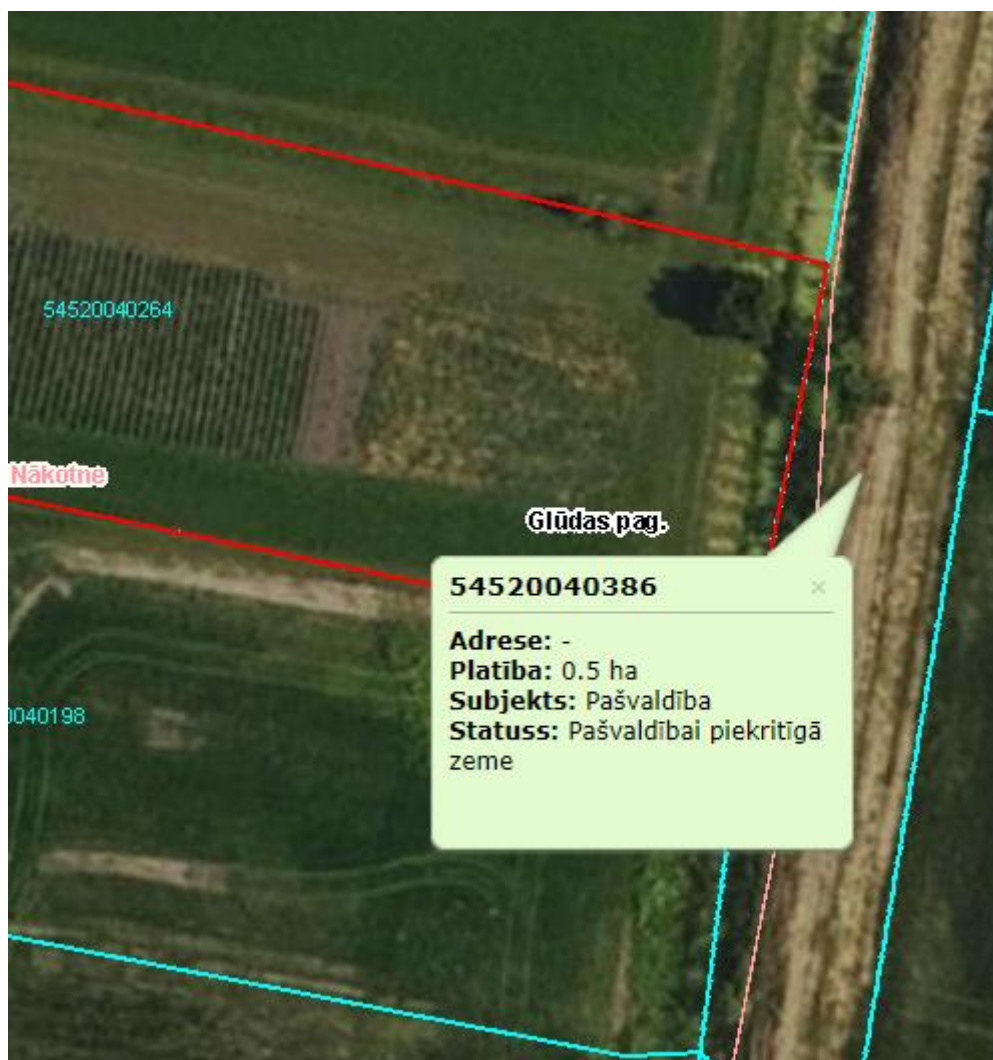 54520040264
Nākotne
Glūdas pag.
54520040386 ×
Adrese: -
Platība: 0.5 ha
Subjekts: Pašvaldība
Statuss: Pašvaldībai piekritīgā
zeme
0040198